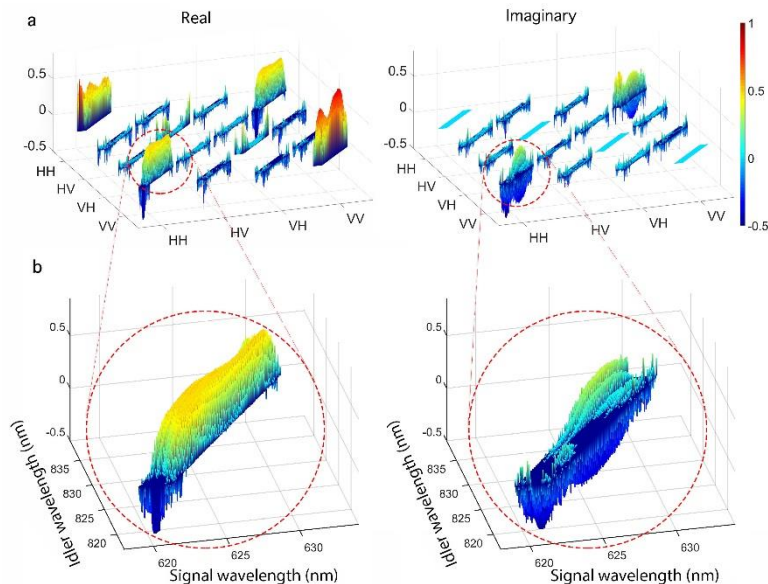 Real
Imaginary
a
0.5
0
-0.5
HH
HV
VH
VV
HH
HV
VH
VV
0.5
0
-0.5
HH
HV
VH
VV
HH
HV
VH
VV
1
0.5
0
-0.5
b
0.5
0
-0.5
Idler wavelength (nm)
835
830
825
820
620
625
630
Signal wavelength (nm)
0.5
0
-0.5
Idler wavelength (nm)
835
830
825
820
620
625
630
Signal wavelength (nm)